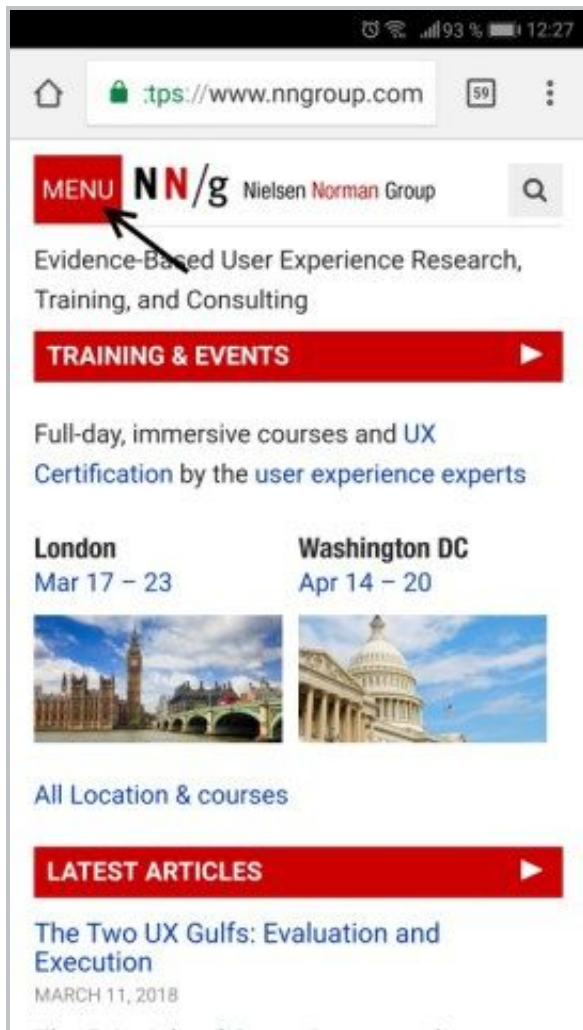 93 % 12:27
tps://www.nngroup.com 59
MENU NN/g Nielsen Norman Group
Evidence-Based User Experience Research,
Training, and Consulting
TRAINING & EVENTS
Full-day, immersive courses and UX
Certification by the user experience experts
London Washington DC
Mar 17 – 23 Apr 14 – 20
All Location & courses
LATEST ARTICLES
The Two UX Gulfs: Evaluation and
Execution
MARCH 11, 2018